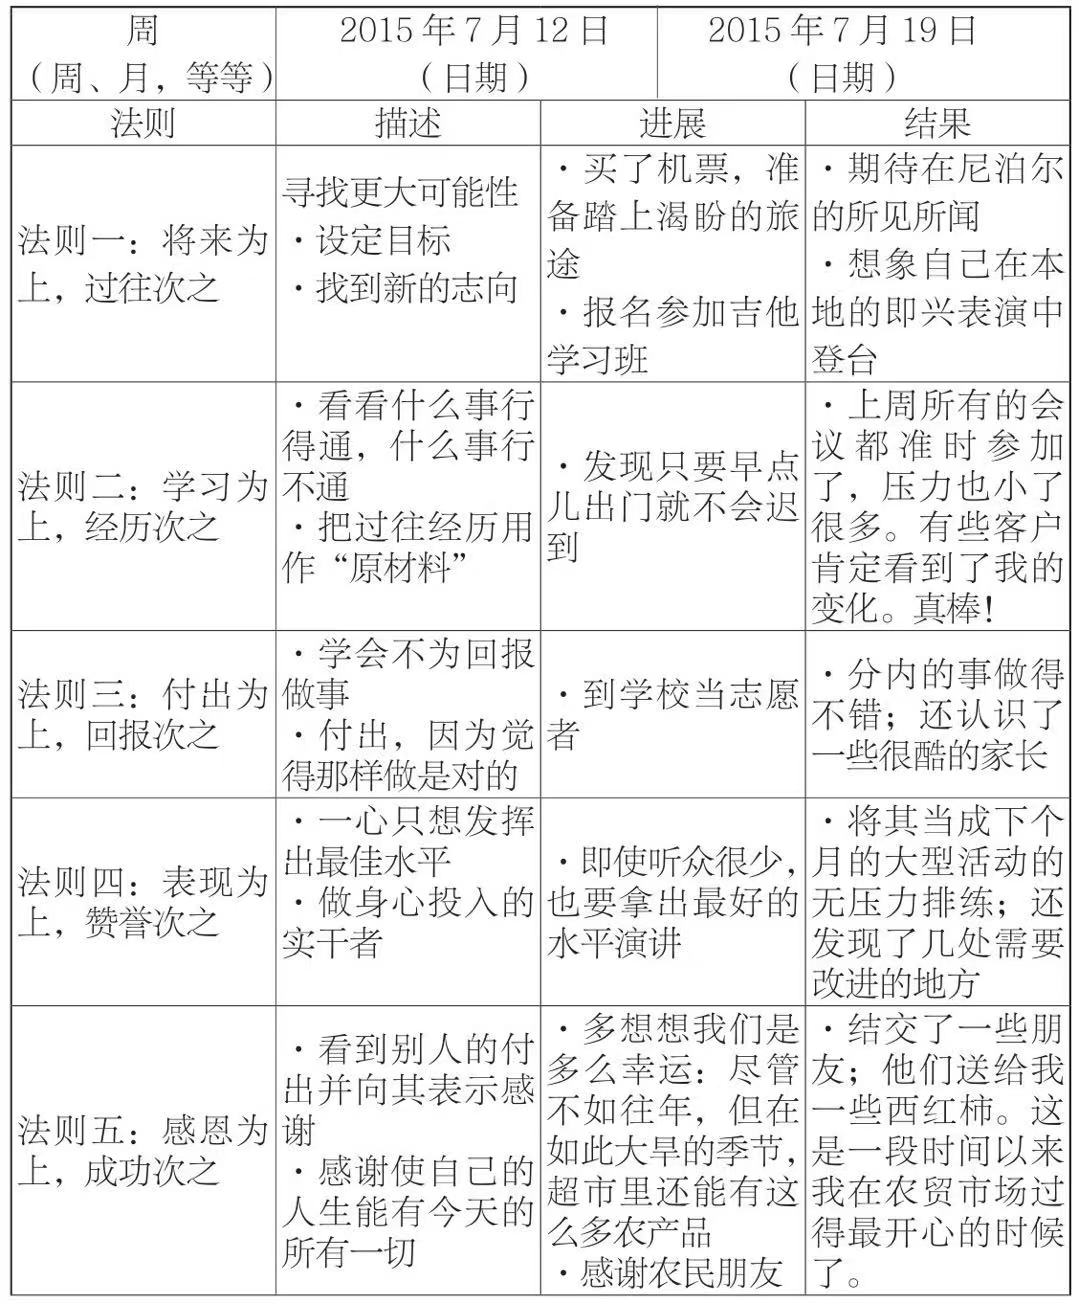 周
（周、月，等等）
2015 年 7 月 12 日
（日期）
2015 年 7 月 19 日
（日期）
法则
描述
进展
结果
法则一：将来为
上，过往次之
寻找更大可能性
·设定目标
·找到新的志向
·买了机票，准
备踏上渴盼的旅
途
·报名参加吉他
学习班
·期待在尼泊尔
的所见所闻
·想象自己在本
地的即兴表演中
登台
法则二：学习为
上，经历次之
·看看什么事行
得通，什么事行
不通
·把过往经历用
作“原材料”
·发现只要早点
儿出门就不会迟
到
·上周所有的会
议都准时参加
了，压力也小了
很多。有些客户
肯定看到了我的
变化。真棒！
法则三：付出为
上，回报次之
·学会不为回报
做事
·付出，因为觉
得那样做是对的
·到学校当志愿
者
·分内的事做得
不错；还认识了
一些很酷的家长
法则四：表现为
上，赞誉次之
·一心只想发挥
出最佳水平
·做身心投入的
实干者
·即使听众很少，
也要拿出最好的
水平演讲
·将其当成下个
月的大型活动的
无压力排练；还
发现了几处需要
改进的地方
法则五：感恩为
上，成功次之
·看到别人的付
出并向其表示感
谢
·感谢使自己的
人生能有今天的
所有一切
·多想想我们是
多么幸运：尽管
不如往年，但在
如此大旱的季节，
超市里还能有这
么多农产品
·感谢农民朋友
·结交了一些朋
友；他们送给我
一些西红柿。这
是一段时间以来
我在农贸市场过
得最开心的时候
了。